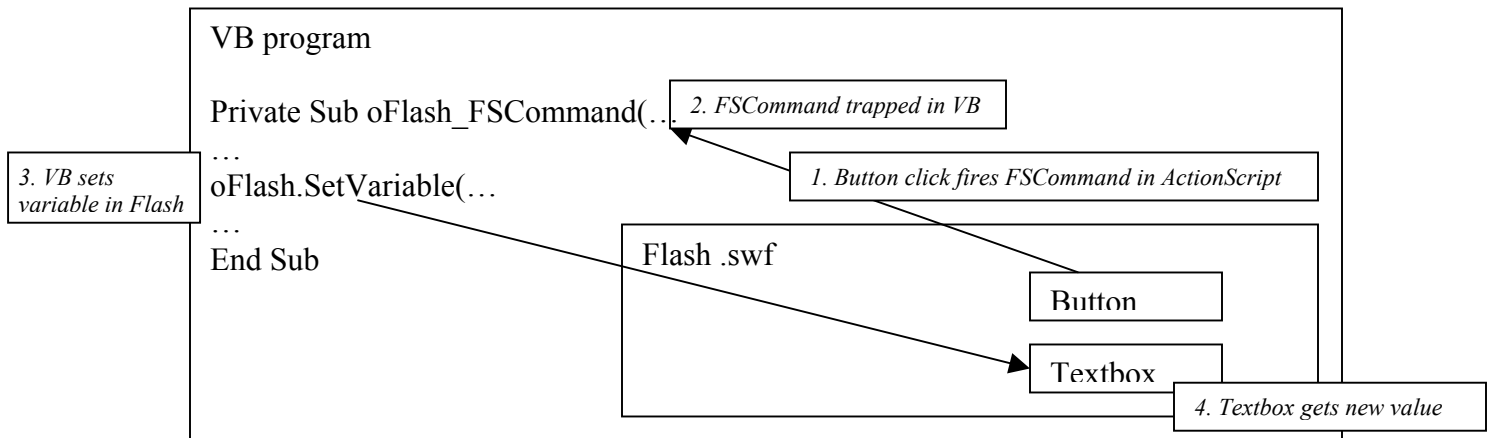 VB program
Private Sub oFlash_FSCommand(…
2. FSCommand trapped in VB
…
1. Button click fires FSCommand in ActionScript
3. VB sets
variable in Flash
oFlash.SetVariable(…
…
End Sub
Flash .swf
Button
Textbox
4. Textbox gets new value